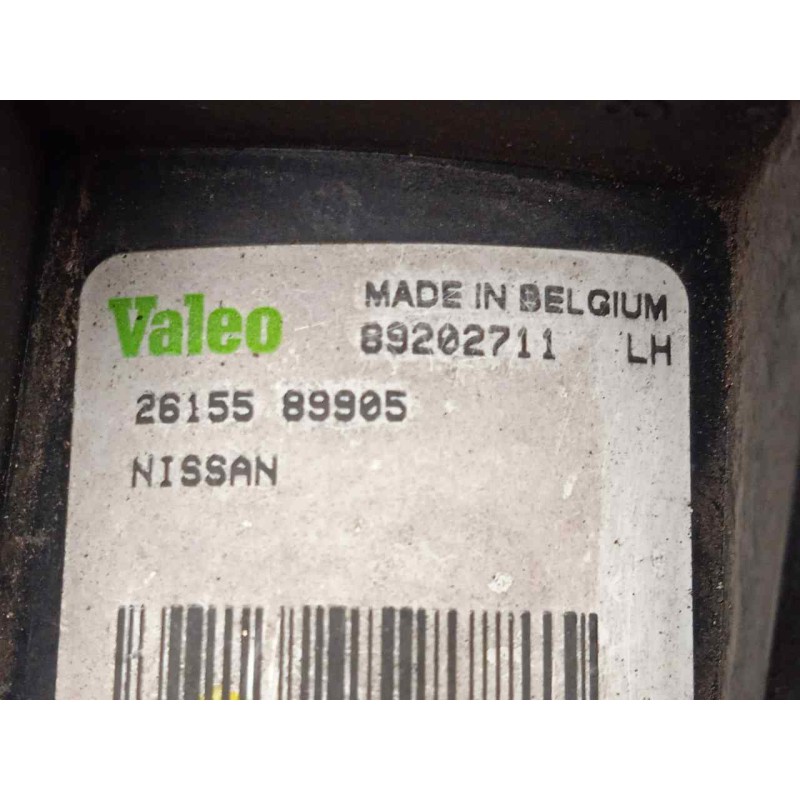 Valeo
MADE IN BELGIUM
89202711 LH
26155 89905
NISSAN